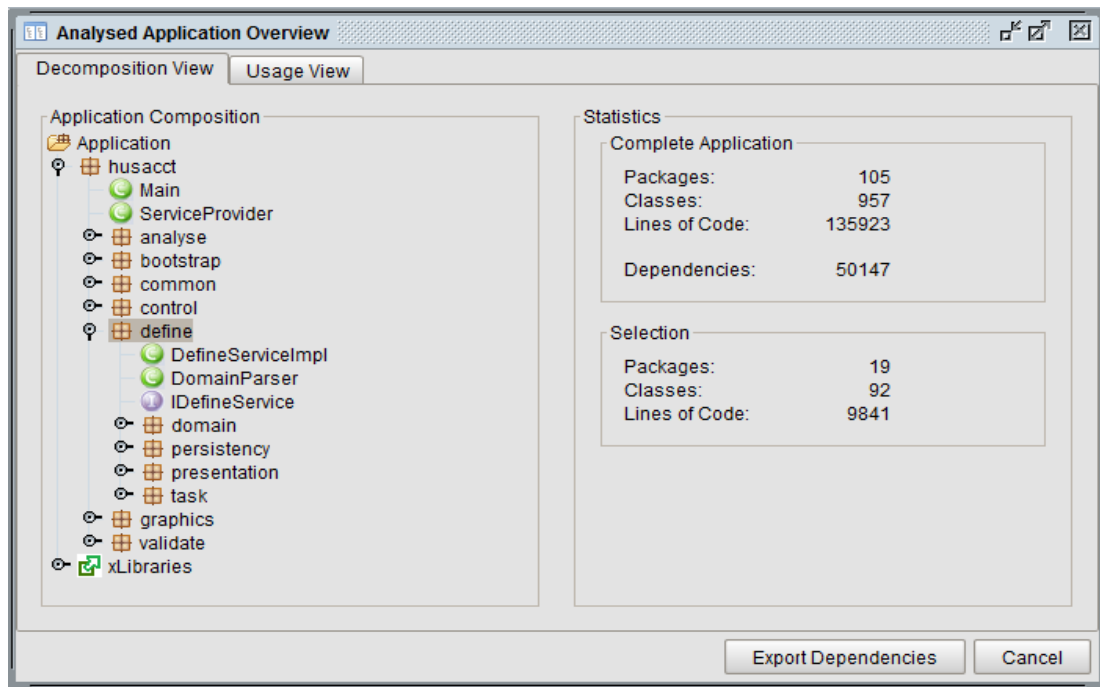 Analysed Application Overview
Decomposition View
Usage View
Application Composition
Application
husacct
Main
ServiceProvider
analyse
bootstrap
common
control
define
DefineServiceImpl
DomainParser
IDefineService
domain
persistency
presentation
task
graphics
validate
xLibraries
Statistics
Complete Application
Packages: 105
Classes: 957
Lines of Code: 135923
Dependencies: 50147
Selection
Packages: 19
Classes: 92
Lines of Code: 9841
Export Dependencies
Cancel